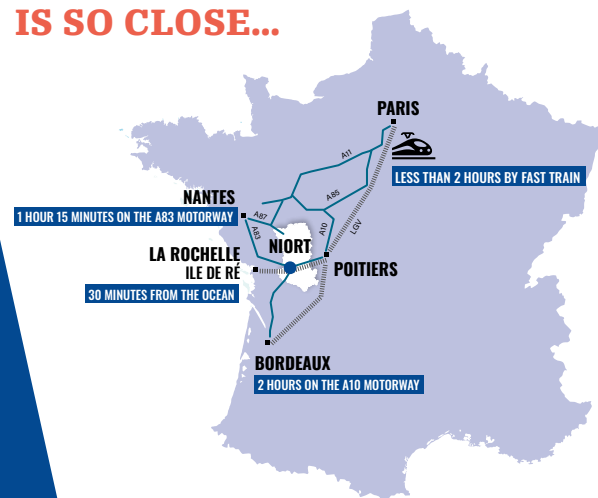 IS SO CLOSE...
PARIS
A11
LESS THAN 2 HOURS BY FAST TRAIN
A85
NANTES
1 HOUR 15 MINUTES ON THE A83 MOTORWAY
A87
A83
A10
LGV
NIORT
LA ROCHELLE
ILE DE RÉ
POITIERS
30 MINUTES FROM THE OCEAN
BORDEAUX
2 HOURS ON THE A10 MOTORWAY